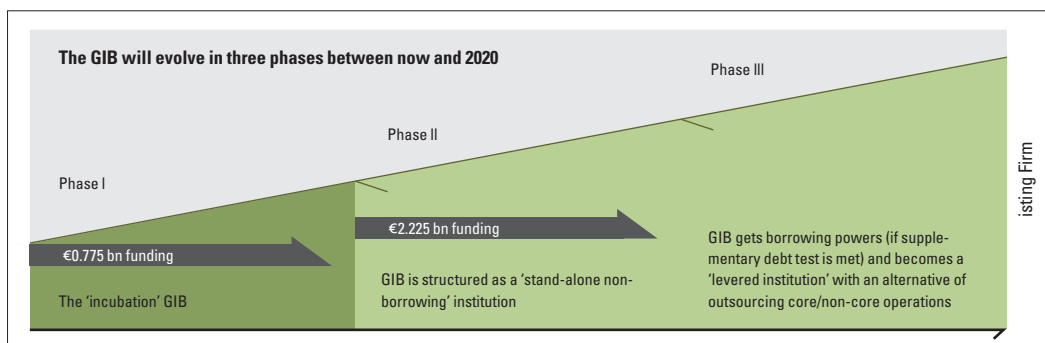 The GIB will evolve in three phases between now and 2020
Phase III
Phase II
Phase I
€0.775 bn funding
The ‘incubation’ GIB
€2.225 bn funding
GIB is structured as a ‘stand-alone non-
borrowing’ institution
GIB gets borrowing powers (if supple-
mentary debt test is met) and becomes a
‘levered institution’ with an alternative of
outsourcing core/non-core operations
isting Firm